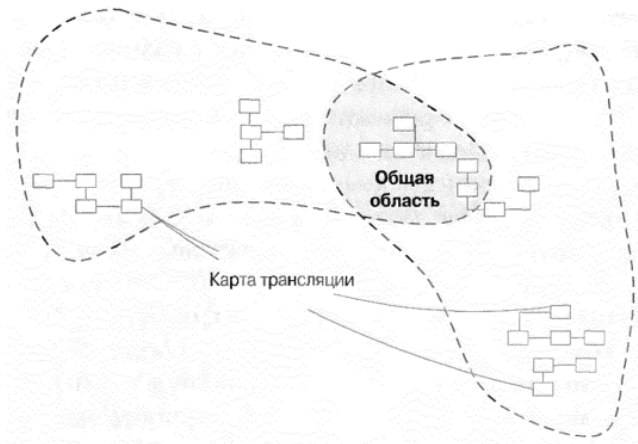 Общая
область
Карта трансляции